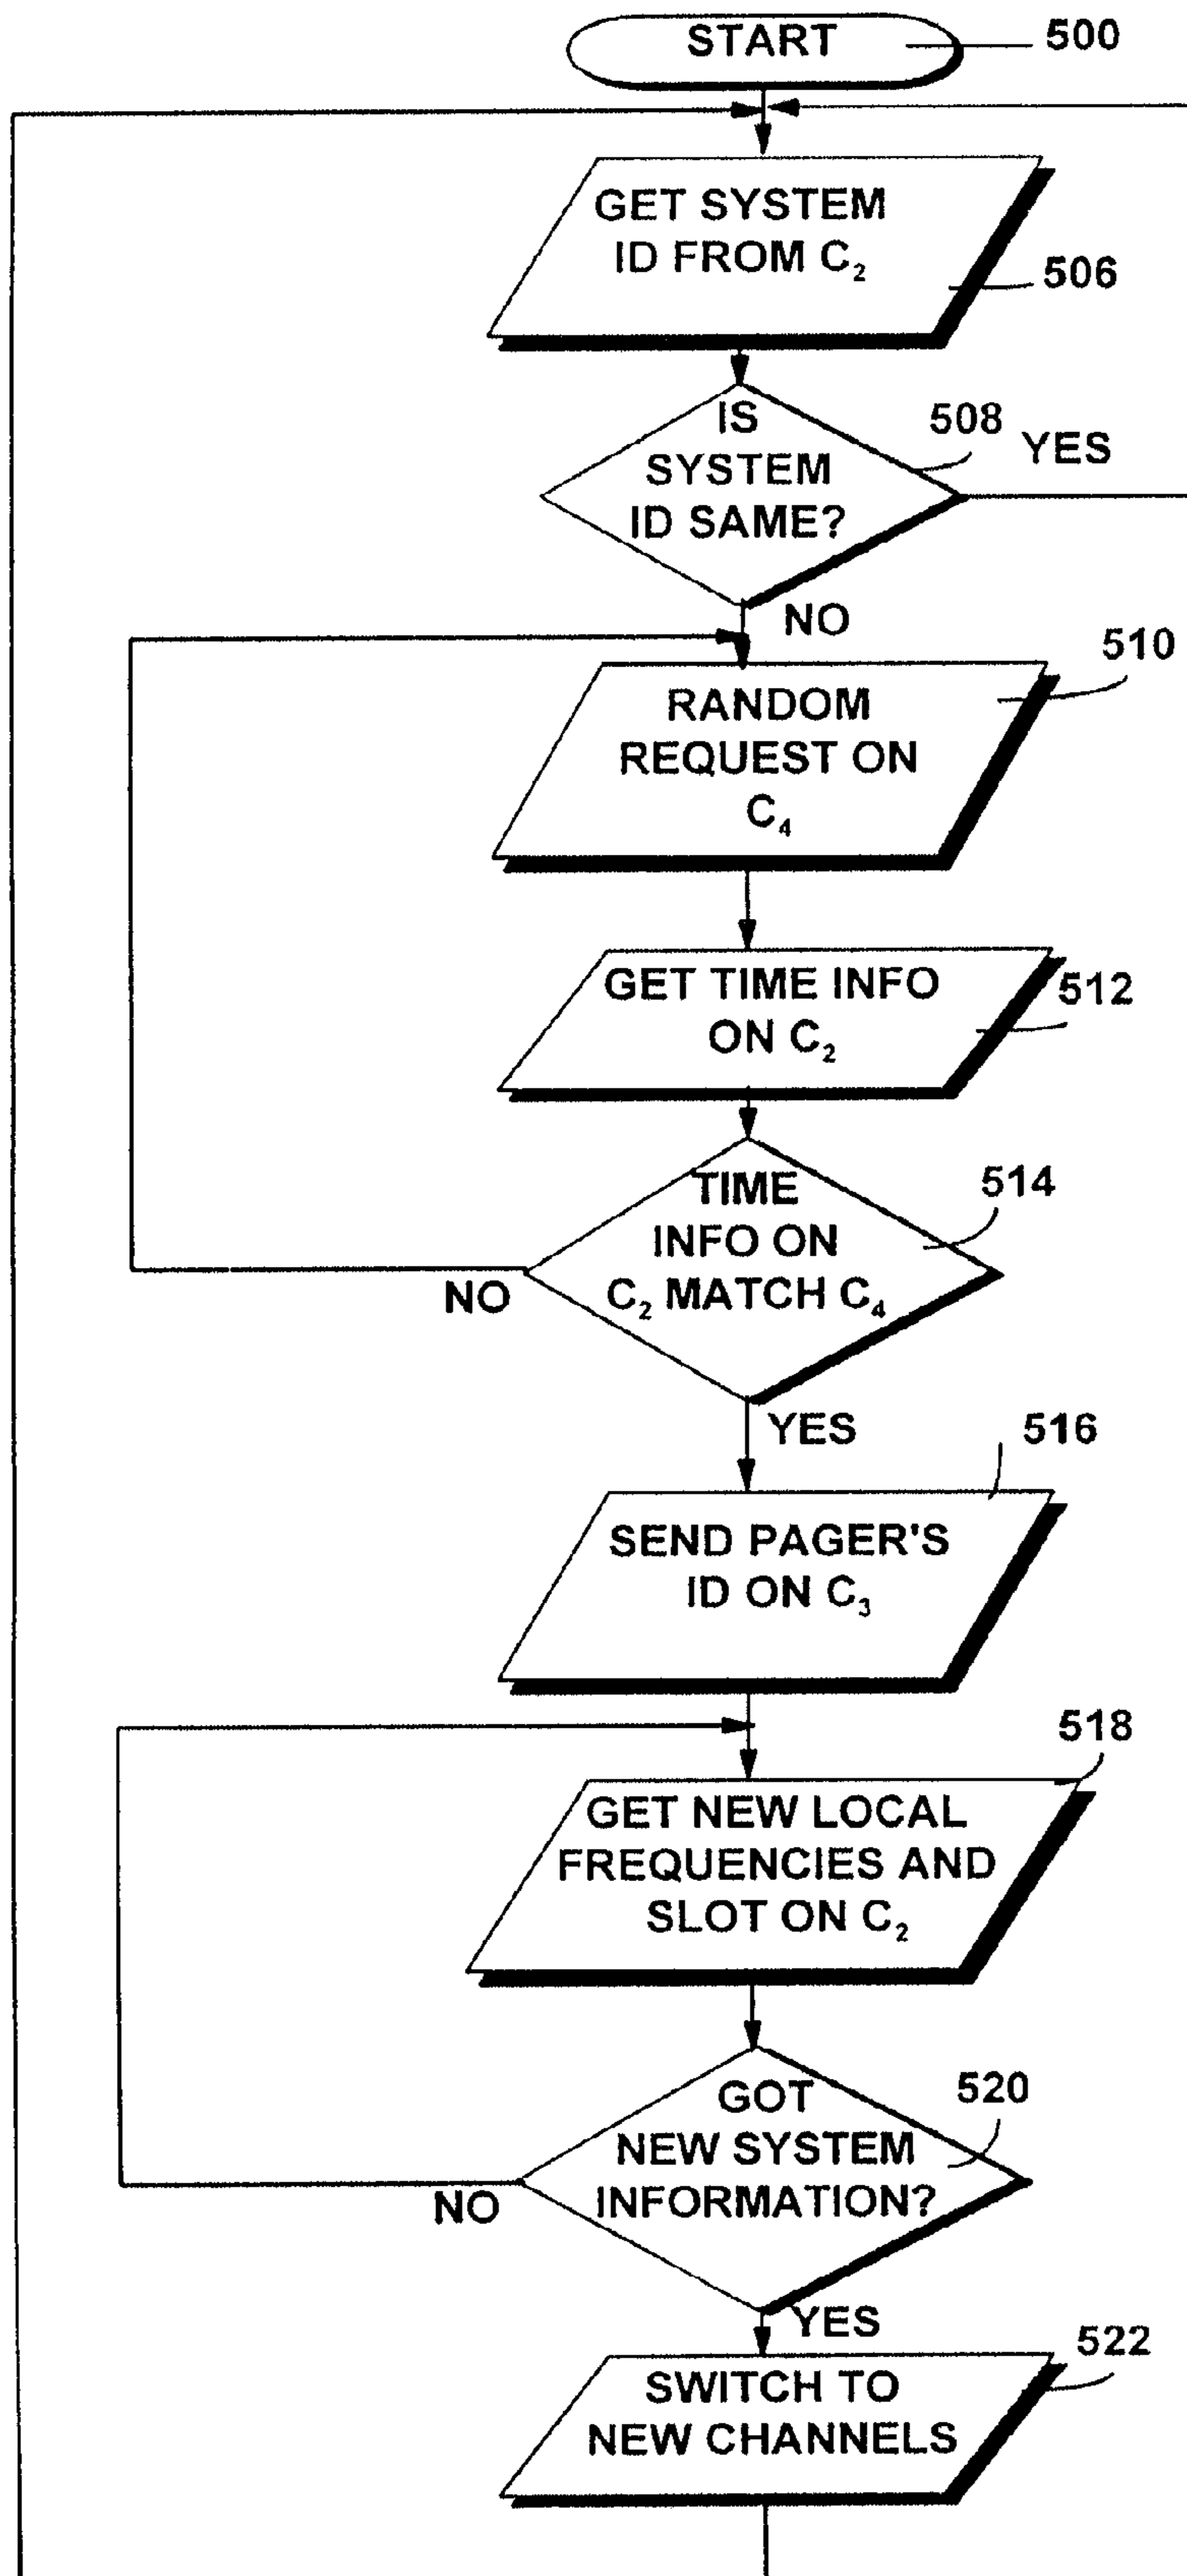 START
500
GET SYSTEM
ID FROM C₂
506
IS
SYSTEM
ID SAME?
508
YES
NO
510
RANDOM
REQUEST ON
C₄
GET TIME INFO
ON C₂
512
TIME
INFO ON
C₂ MATCH C₄
514
NO
YES
516
SEND PAGER'S
ID ON C₃
518
GET NEW LOCAL
FREQUENCIES AND
SLOT ON C₂
GOT
NEW SYSTEM
INFORMATION?
520
NO
YES
522
SWITCH TO
NEW CHANNELS